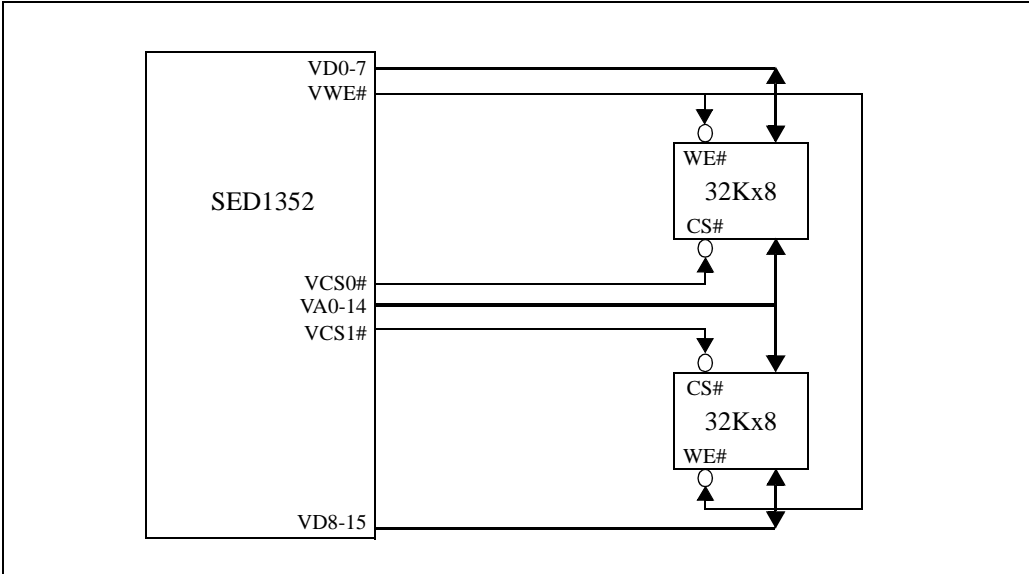 VD0-7
VWE#
SED1352
VCS0#
VA0-14
VCS1#
VD8-15
WE#
32Kx8
CS#
CS#
32Kx8
WE#